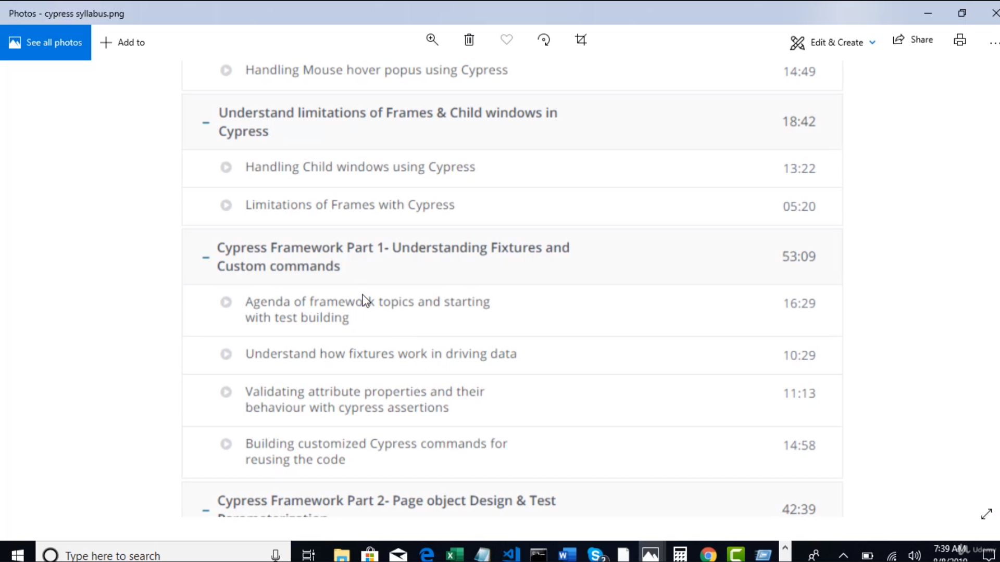 Photos - cypress syllabus.png
See all photos
Add to
Edit & Create
Share
Handling Mouse hover popus using Cypress
14:49
Understand limitations of Frames & Child windows in
Cypress
18:42
Handling Child windows using Cypress
13:22
Limitations of Frames with Cypress
05:20
Cypress Framework Part 1- Understanding Fixtures and
Custom commands
53:09
Agenda of framework topics and starting
with test building
16:29
Understand how fixtures work in driving data
10:29
Validating attribute properties and their
behaviour with cypress assertions
11:13
Building customized Cypress commands for
reusing the code
14:58
Cypress Framework Part 2- Page object Design & Test
42:39
Type here to search
7:39 AM
Udemy